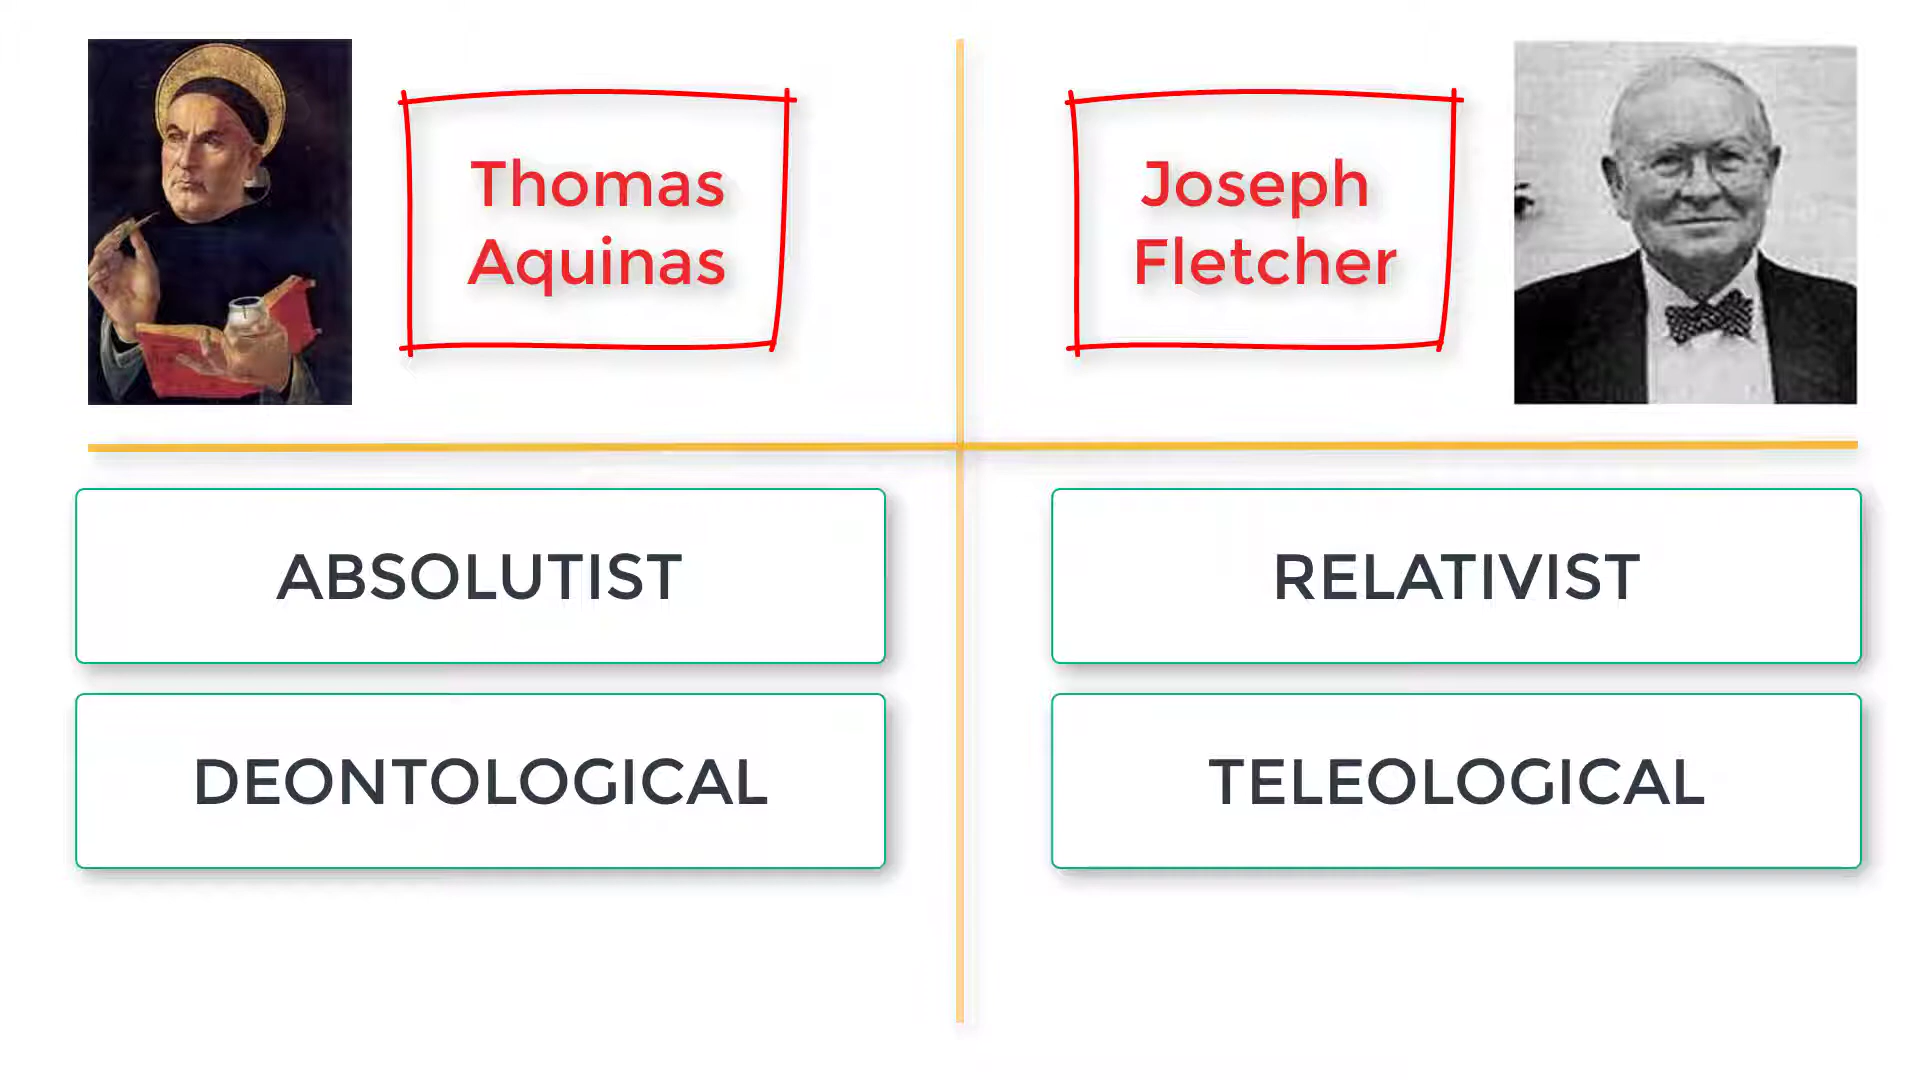 Thomas
Aquinas
Joseph
Fletcher
ABSOLUTIST
RELATIVIST
DEONTOLOGICAL
TELEOLOGICAL